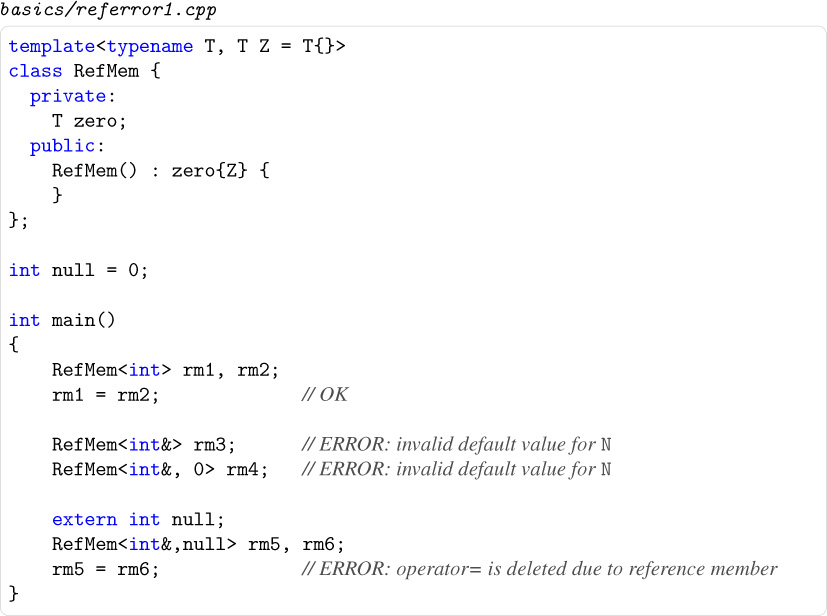 basics/referror1.cpp
template<typename T, T Z = T{}>
class RefMem {
  private:
    T zero;
  public:
    RefMem() : zero{Z} {
    }
};

int null = 0;

int main()
{
    RefMem<int> rm1, rm2;
    rm1 = rm2;             // OK

    RefMem<int&> rm3;      // ERROR: invalid default value for N
    RefMem<int&, 0> rm4;   // ERROR: invalid default value for N

    extern int null;
    RefMem<int&,null> rm5, rm6;
    rm5 = rm6;             // ERROR: operator= is deleted due to reference member
}